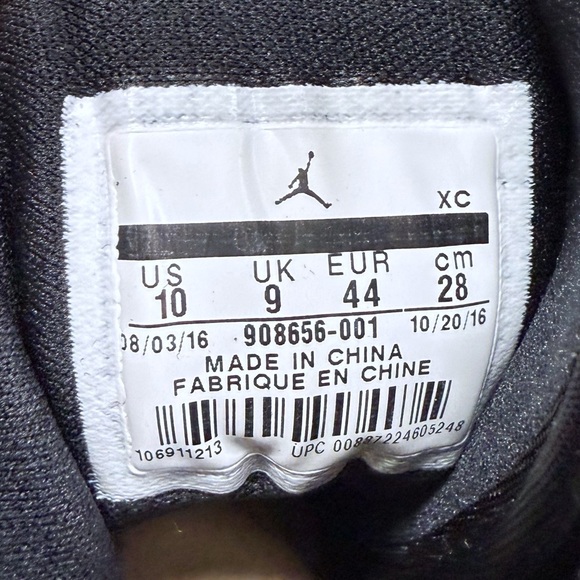 XC
US UK EUR cm
10 9 44 28
08/03/16 908656-001 10/20/16
MADE IN CHINA
FABRIQUE EN CHINE
106911213 UPC 00887224605248